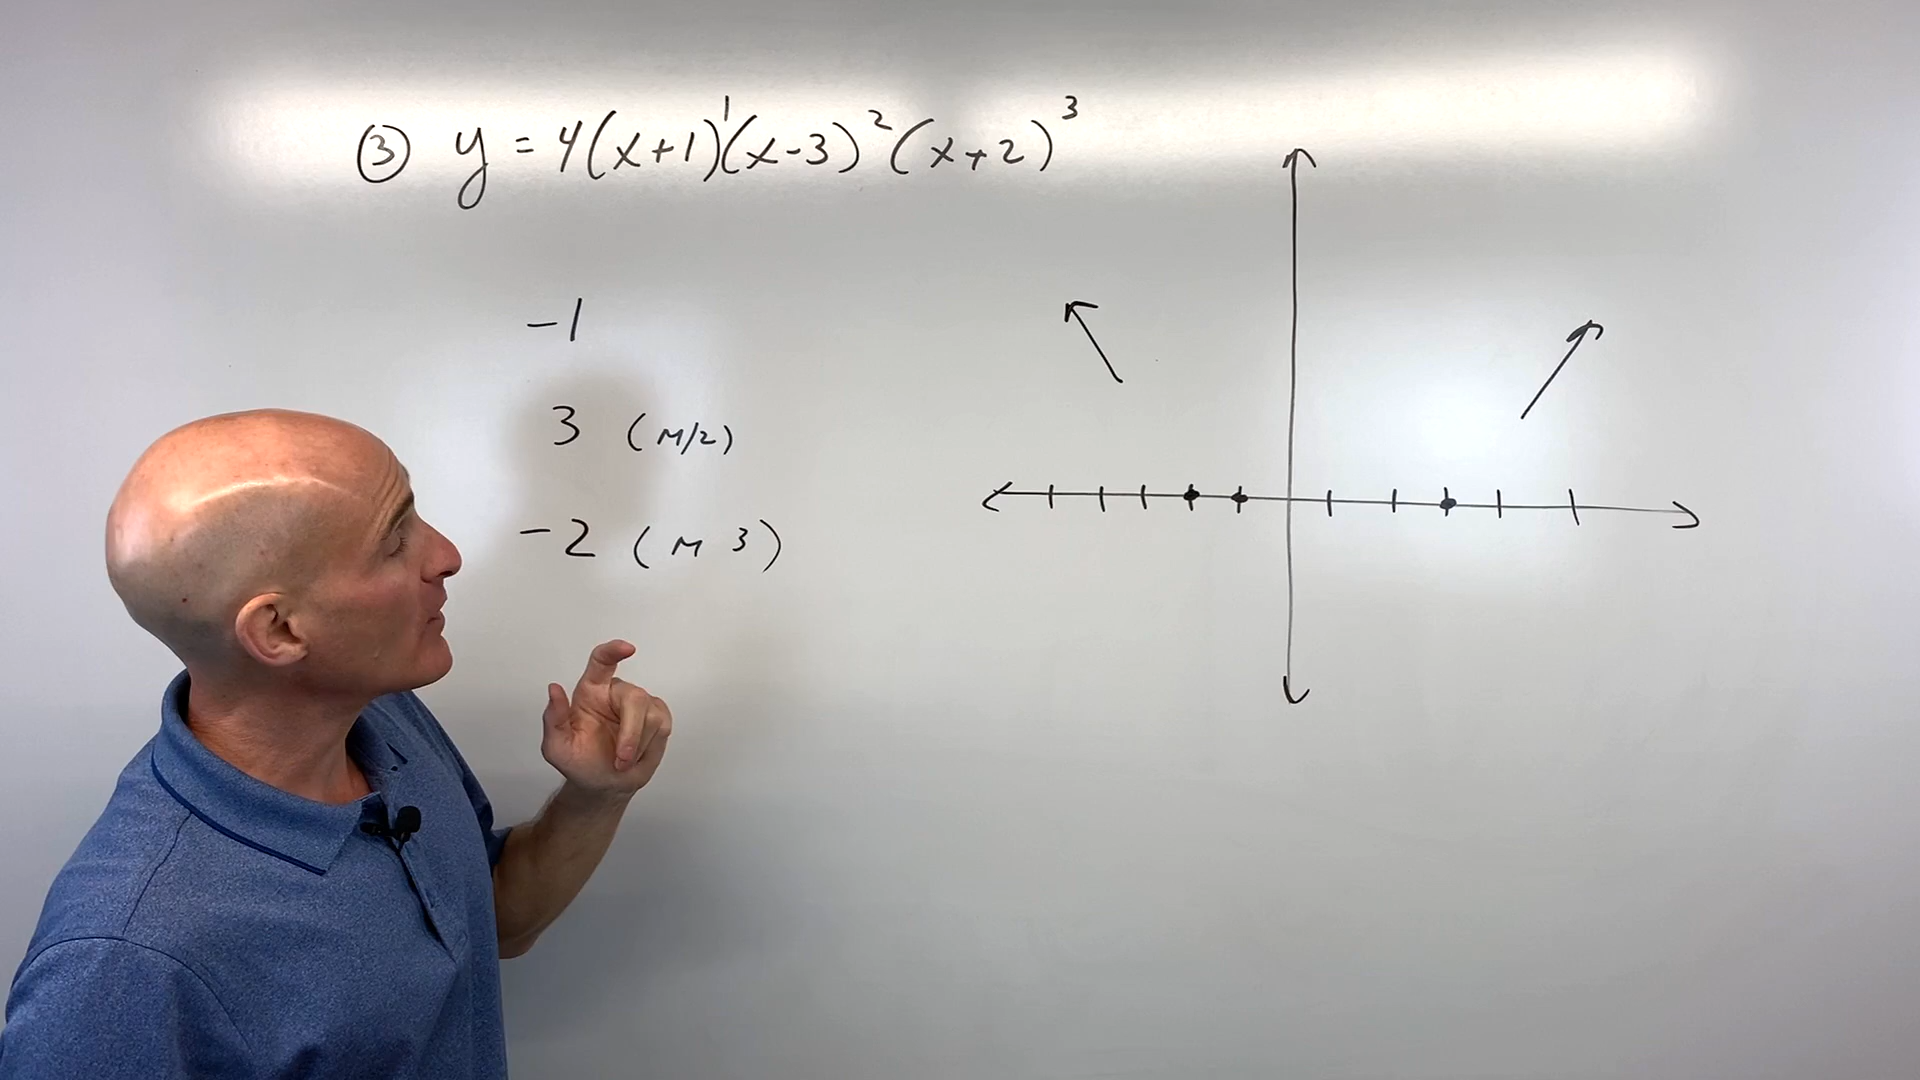 ③ y = 4(x+1)¹(x-3)²(x+2)³
-1
3 (M/2)
-2 (M 3)